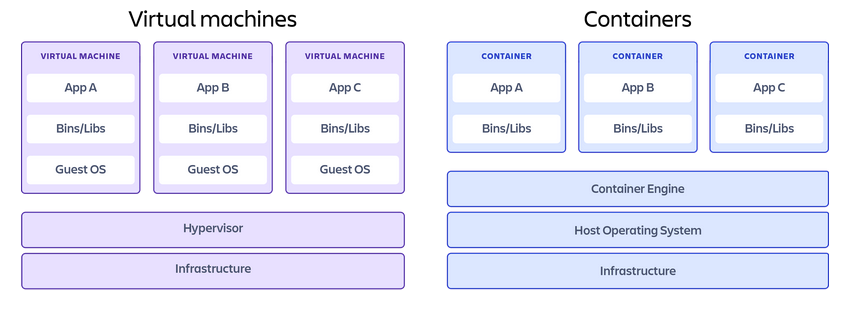 Virtual machines
VIRTUAL MACHINE
App A
Bins/Libs
Guest OS
VIRTUAL MACHINE
App B
Bins/Libs
Guest OS
VIRTUAL MACHINE
App C
Bins/Libs
Guest OS
Hypervisor
Infrastructure
Containers
CONTAINER
App A
Bins/Libs
CONTAINER
App B
Bins/Libs
CONTAINER
App C
Bins/Libs
Container Engine
Host Operating System
Infrastructure